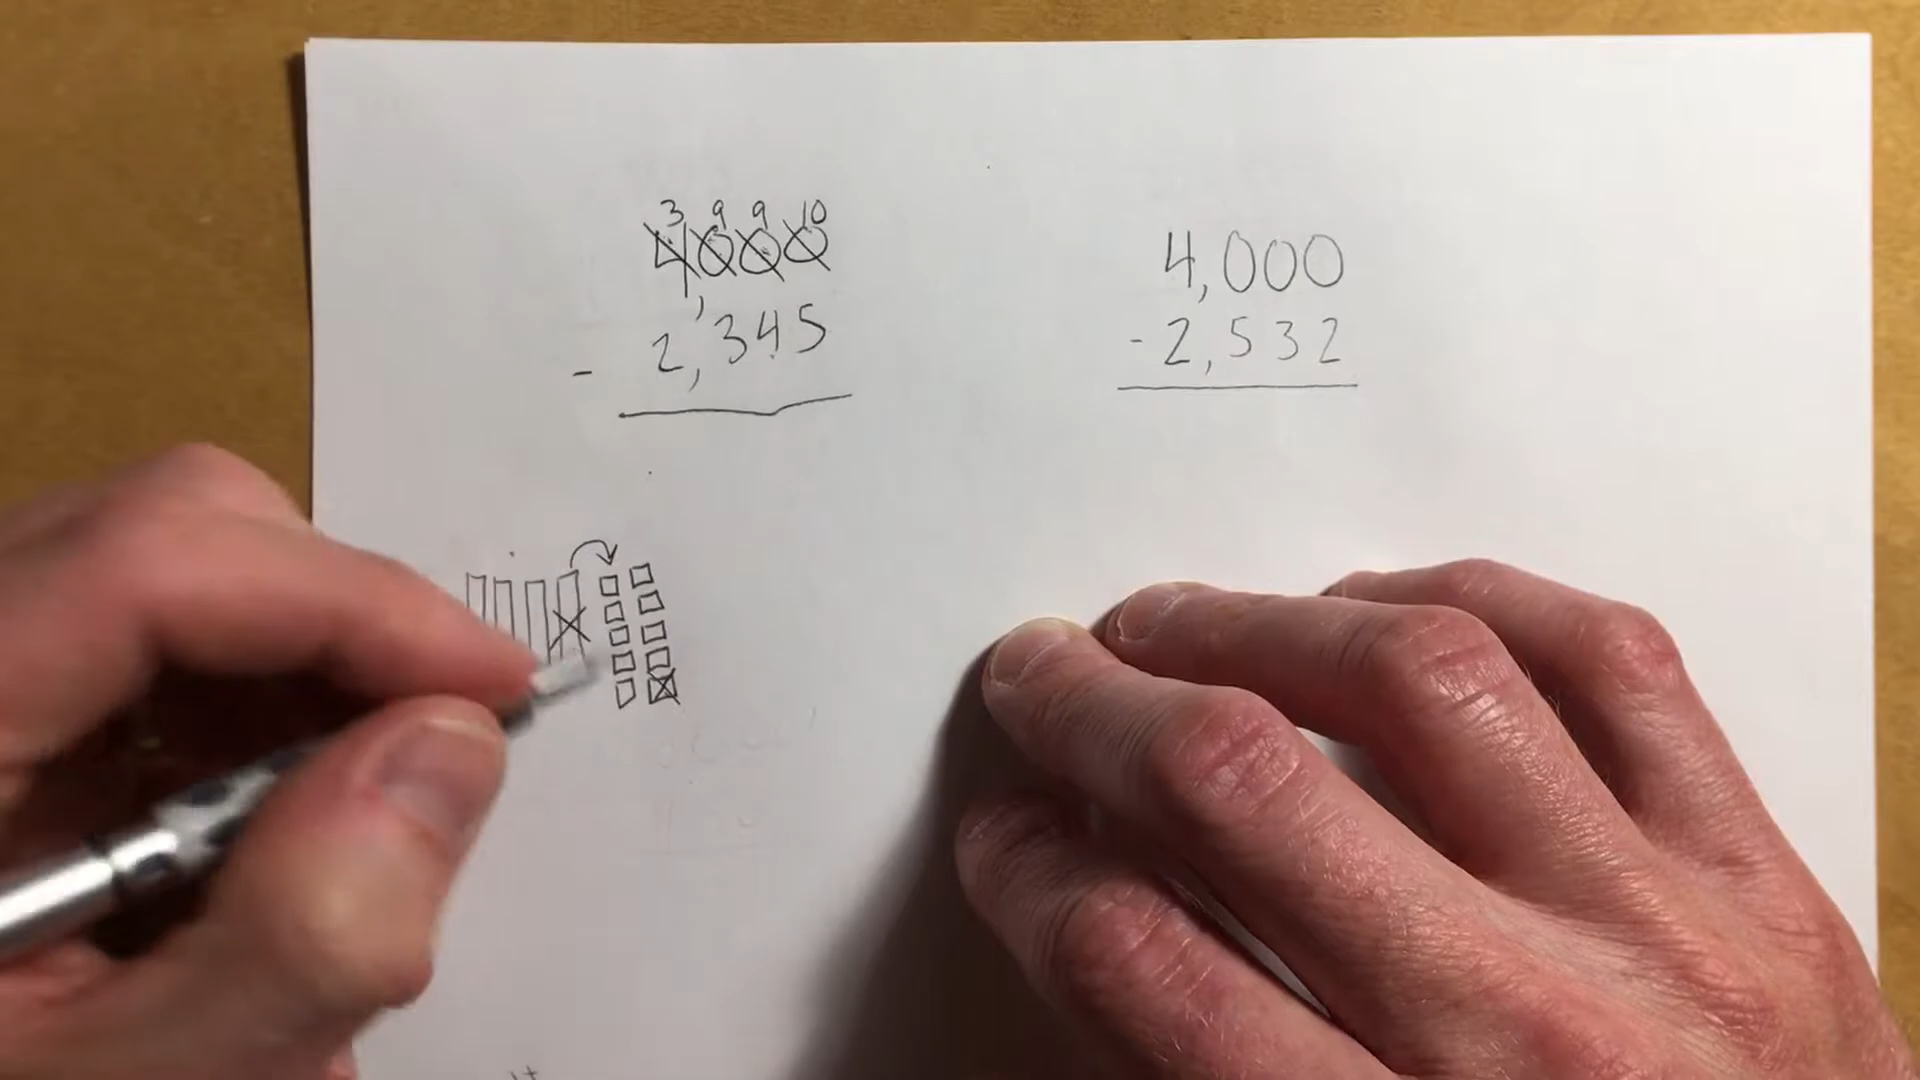 3 9 9 10
4,000
- 2,345
4,000
- 2,532